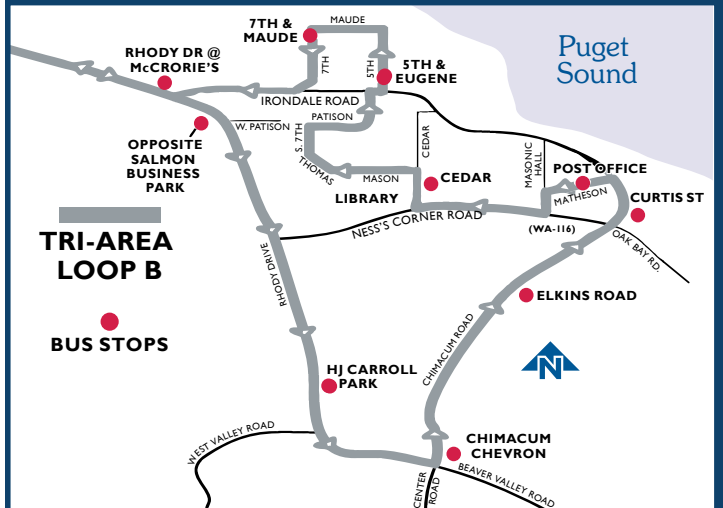 7TH &
MAUDE
MAUDE
Puget
Sound
RHODY DR @
McCRORIE'S
7TH
5TH
5TH &
EUGENE
IRONDALE ROAD
PATISON
W. PATISON
OPPOSITE
SALMON
BUSINESS
PARK
S. 7TH
THOMAS
MASON
CEDAR
CEDAR
MASONIC
HALL
POST OFFICE
MATHESON
CURTIS ST
LIBRARY
NESS'S CORNER ROAD
(WA-116)
OAK BAY RD.
TRI-AREA
LOOP B
RHODY DRIVE
ELKINS ROAD
BUS STOPS
CHIMACUM ROAD
N
HJ CARROLL
PARK
WEST VALLEY ROAD
CHIMACUM
CHEVRON
CENTER
ROAD
BEAVER VALLEY ROAD